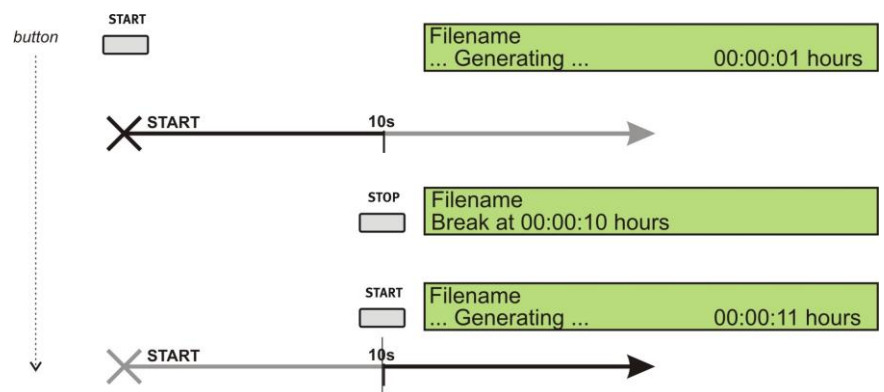 START
button
Filename
... Generating ... 00:00:01 hours
START 10s
STOP
Filename
Break at 00:00:10 hours
START
Filename
... Generating ... 00:00:11 hours
START 10s